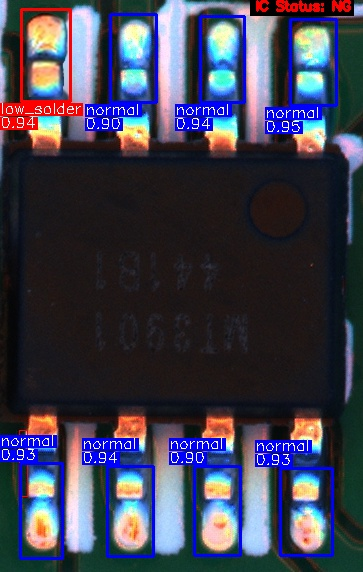 IC Status: NG
low_solder
0.94
normal
0.90
normal
0.94
normal
0.95
normal
0.93
normal
0.94
normal
0.90
normal
0.93